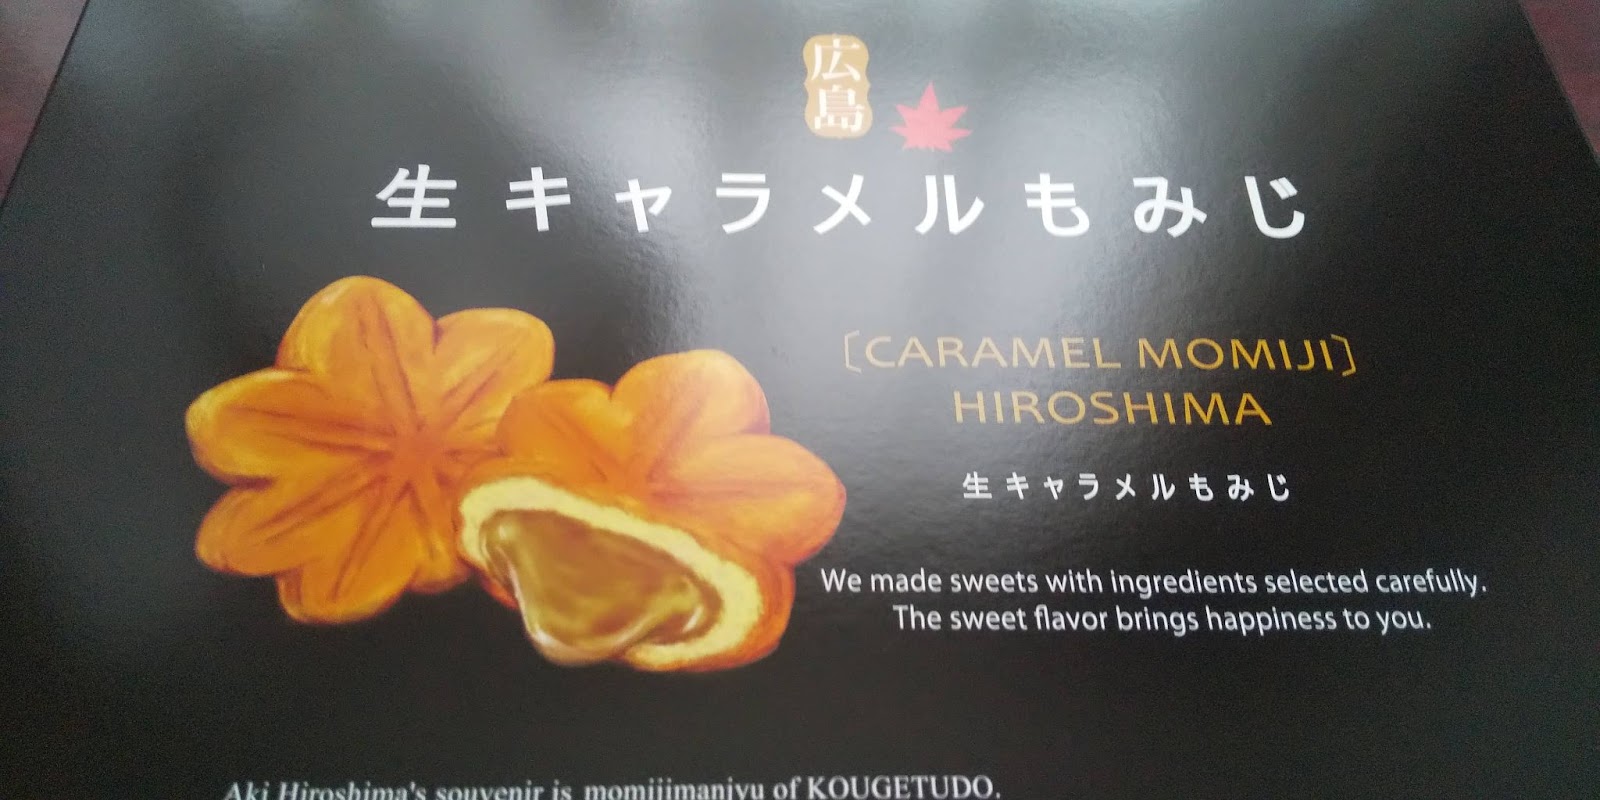 広島
生キャラメルもみじ
〔CARAMEL MOMIJI〕
HIROSHIMA
生キャラメルもみじ
We made sweets with ingredients selected carefully.
The sweet flavor brings happiness to you.
Aki Hiroshima's souvenir is momijimanjyu of KOUGETUDO.